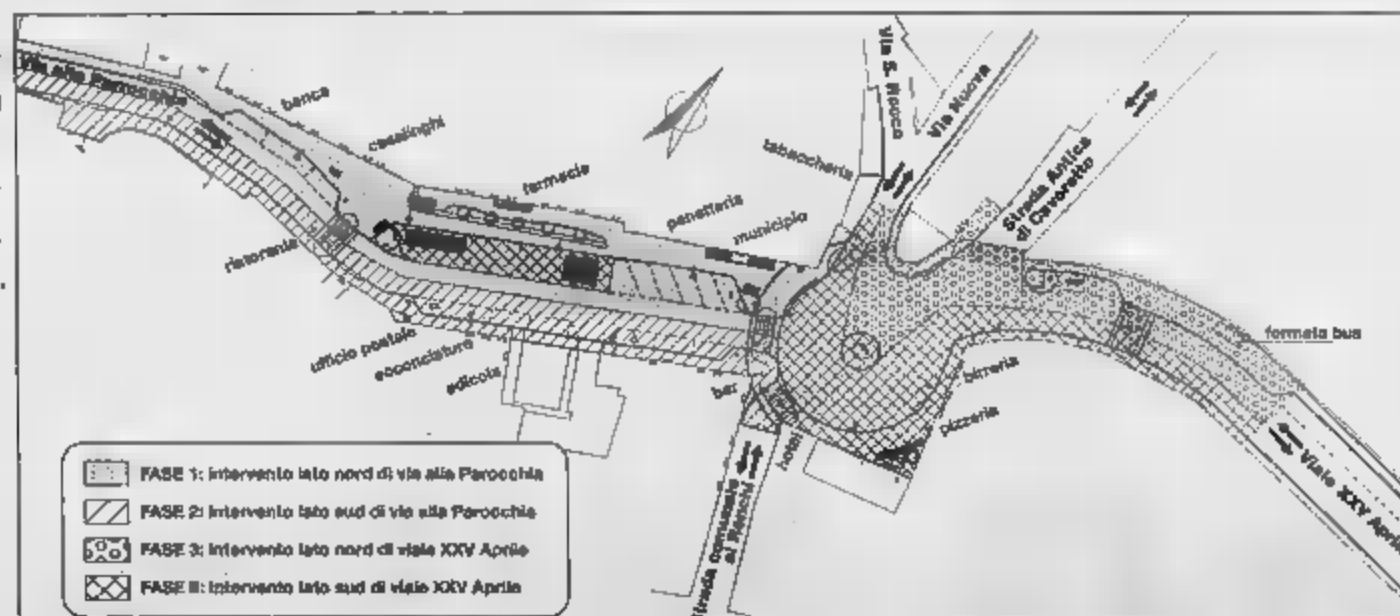 Via alla Parocchia
banca
casalinghi
farmacia
panetteria
municipio
tabaccheria
Via S. Rocco
Via Nuova
Strada Antica
di Cavoretto
ristorante
ufficio postale
acconciature
edicola
bar
hotel
birreria
pizzeria
fermata bus
Viale XXV Aprile
Strada comunale
ai Ronchi
FASE 1: intervento lato nord di via alla Parocchia
FASE 2: intervento lato sud di via alla Parocchia
FASE 3: intervento lato nord di viale XXV Aprile
FASE II: intervento lato sud di viale XXV Aprile